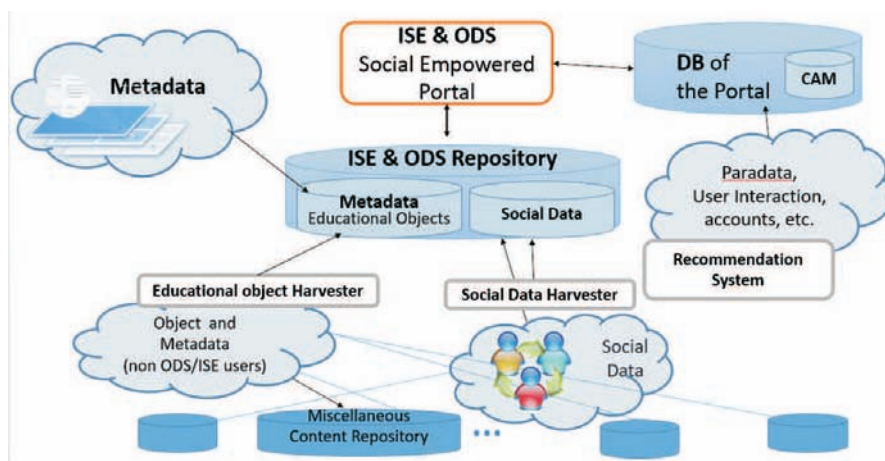 ISE & ODS
Social Empowered
Portal
Metadata
DB of
the Portal
CAM
ISE & ODS Repository
Metadata
Educational Objects
Social Data
Paradata,
User Interaction,
accounts, etc.
Recommendation
System
Educational object Harvester
Social Data Harvester
Object and
Metadata
(non ODS/ISE users)
Social
Data
Miscellaneous
Content Repository
...